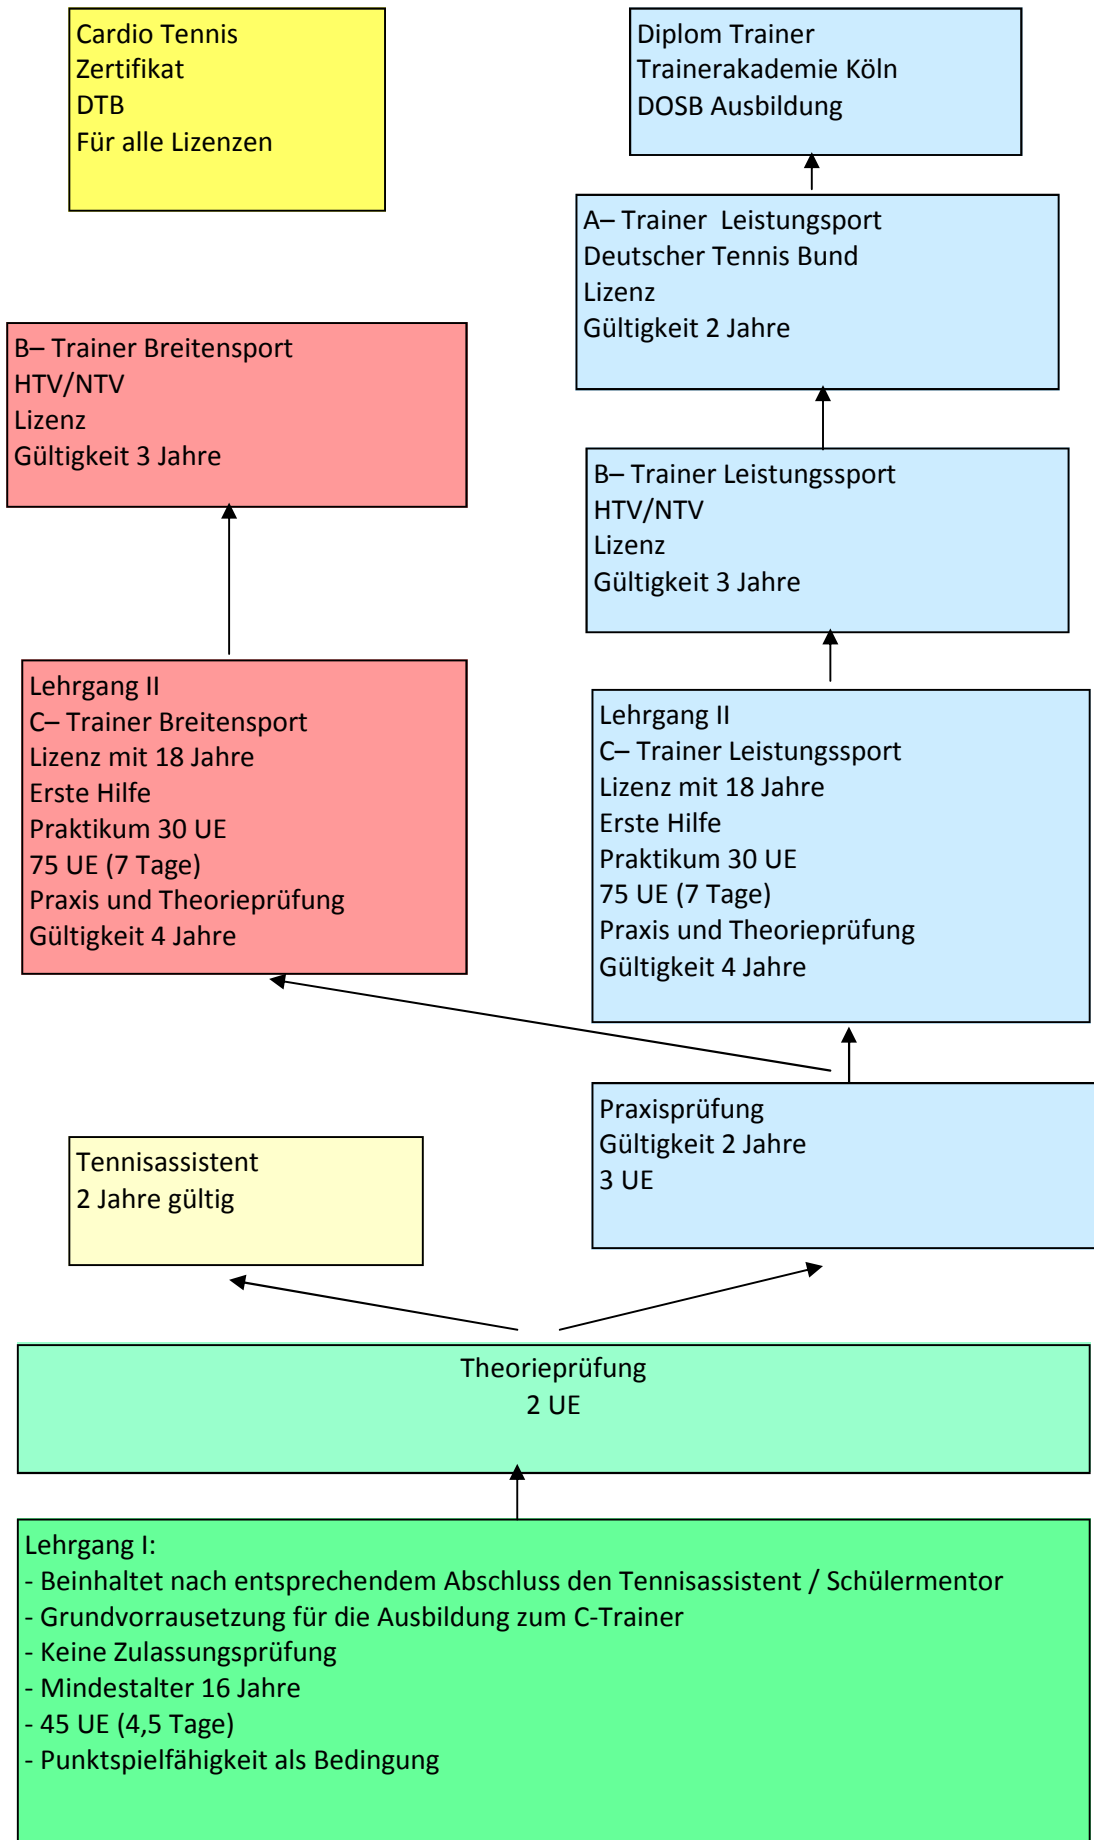 Cardio Tennis
Zertifikat
DTB
Für alle Lizenzen
Diplom Trainer
Trainerakademie Köln
DOSB Ausbildung
A– Trainer  Leistungsport
Deutscher Tennis Bund
Lizenz
Gültigkeit 2 Jahre
B– Trainer Breitensport
HTV/NTV
Lizenz
Gültigkeit 3 Jahre
B– Trainer Leistungssport
HTV/NTV
Lizenz
Gültigkeit 3 Jahre
Lehrgang II
C– Trainer Breitensport
Lizenz mit 18 Jahre
Erste Hilfe
Praktikum 30 UE
75 UE (7 Tage)
Praxis und Theorieprüfung
Gültigkeit 4 Jahre
Lehrgang II
C– Trainer Leistungssport
Lizenz mit 18 Jahre
Erste Hilfe
Praktikum 30 UE
75 UE (7 Tage)
Praxis und Theorieprüfung
Gültigkeit 4 Jahre
Praxisprüfung
Gültigkeit 2 Jahre
3 UE
Tennisassistent
2 Jahre gültig
Theorieprüfung
2 UE
Lehrgang I:
- Beinhaltet nach entsprechendem Abschluss den Tennisassistent / Schülermentor
- Grundvorrausetzung für die Ausbildung zum C-Trainer
- Keine Zulassungsprüfung
- Mindestalter 16 Jahre
- 45 UE (4,5 Tage)
- Punktspielfähigkeit als Bedingung